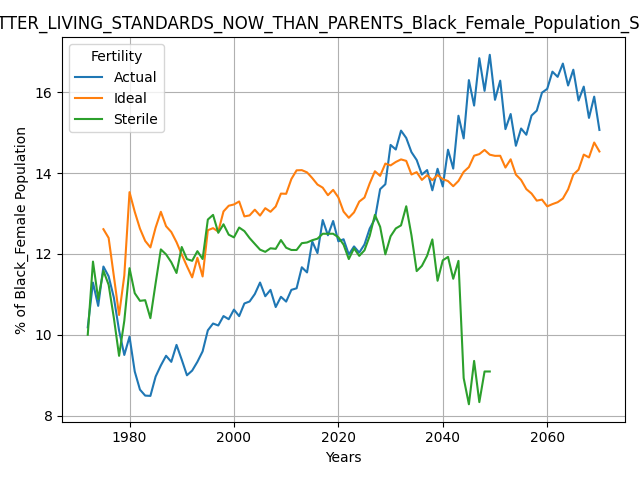 TTER_LIVING_STANDARDS_NOW_THAN_PARENTS_Black_Female_Population_S
Fertility
Actual
Ideal
Sterile
% of Black_Female Population
16
14
12
10
8
1980 2000 2020 2040 2060
Years